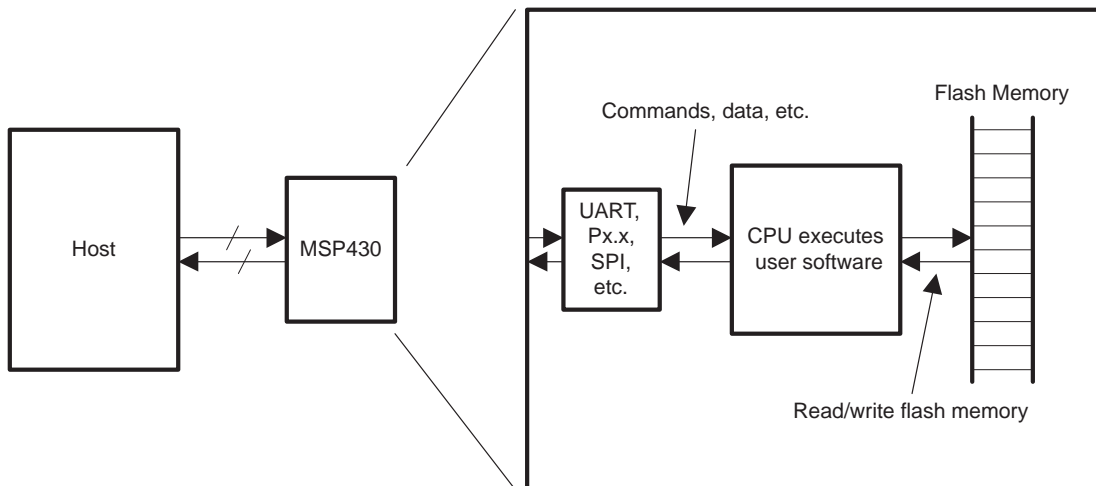 Flash Memory
Commands, data, etc.
Host
MSP430
UART,
Px.x,
SPI,
etc.
CPU executes
user software
Read/write flash memory